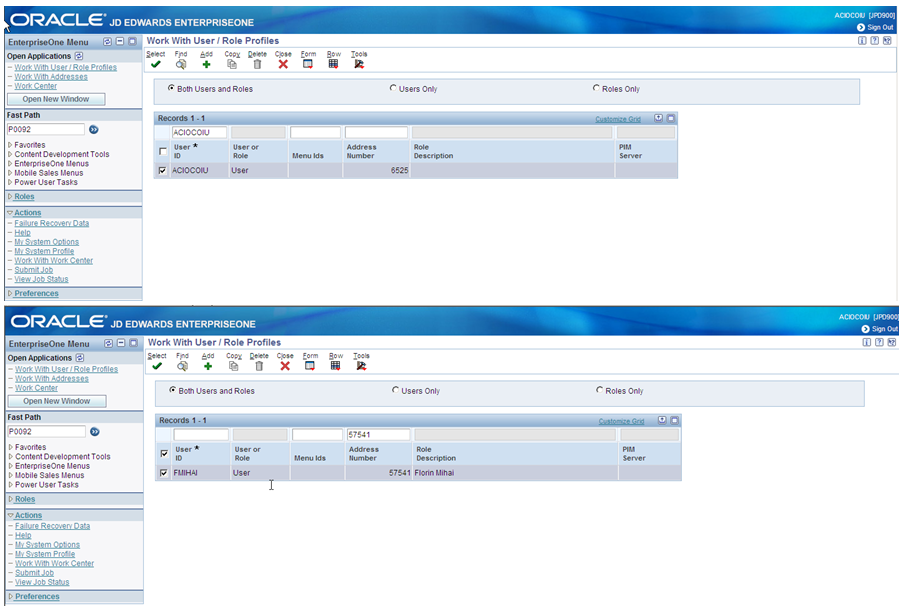 ORACLE® JD EDWARDS ENTERPRISEONE
ACIOCOIU [JPD900]
Sign Out
EnterpriseOne Menu
Work With User / Role Profiles
Open Applications
Select Find Add Copy Delete Close Form Row Tools
Work With User / Role Profiles
Work With Addresses
Work Center
Open New Window
Both Users and Roles Users Only Roles Only
Fast Path
P0092
Favorites
Content Development Tools
EnterpriseOne Menus
Mobile Sales Menus
Power User Tasks
Roles
Actions
Failure Recovery Data
Help
My System Options
My System Profile
Work With Work Center
Submit Job
View Job Status
Preferences
Records 1 - 1 Customize Grid
ACIOCOIU
User * ID User or Role Menu Ids Address Number Role Description PIM Server
ACIOCOIU User 6525
ORACLE® JD EDWARDS ENTERPRISEONE
ACIOCOIU [JPD900]
Sign Out
EnterpriseOne Menu
Work With User / Role Profiles
Open Applications
Select Find Add Copy Delete Close Form Row Tools
Work With User / Role Profiles
Work With Addresses
Work Center
Open New Window
Both Users and Roles Users Only Roles Only
Fast Path
P0092
Favorites
Content Development Tools
EnterpriseOne Menus
Mobile Sales Menus
Power User Tasks
Roles
Actions
Failure Recovery Data
Help
My System Options
My System Profile
Work With Work Center
Submit Job
View Job Status
Preferences
Records 1 - 1 Customize Grid
57541
User * ID User or Role Menu Ids Address Number Role Description PIM Server
FMIHAI User 57541 Florin Mihai